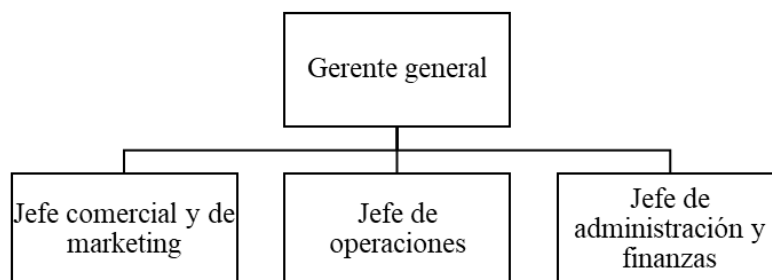 Gerente general
Jefe comercial y de
marketing
Jefe de
operaciones
Jefe de
administración y
finanzas